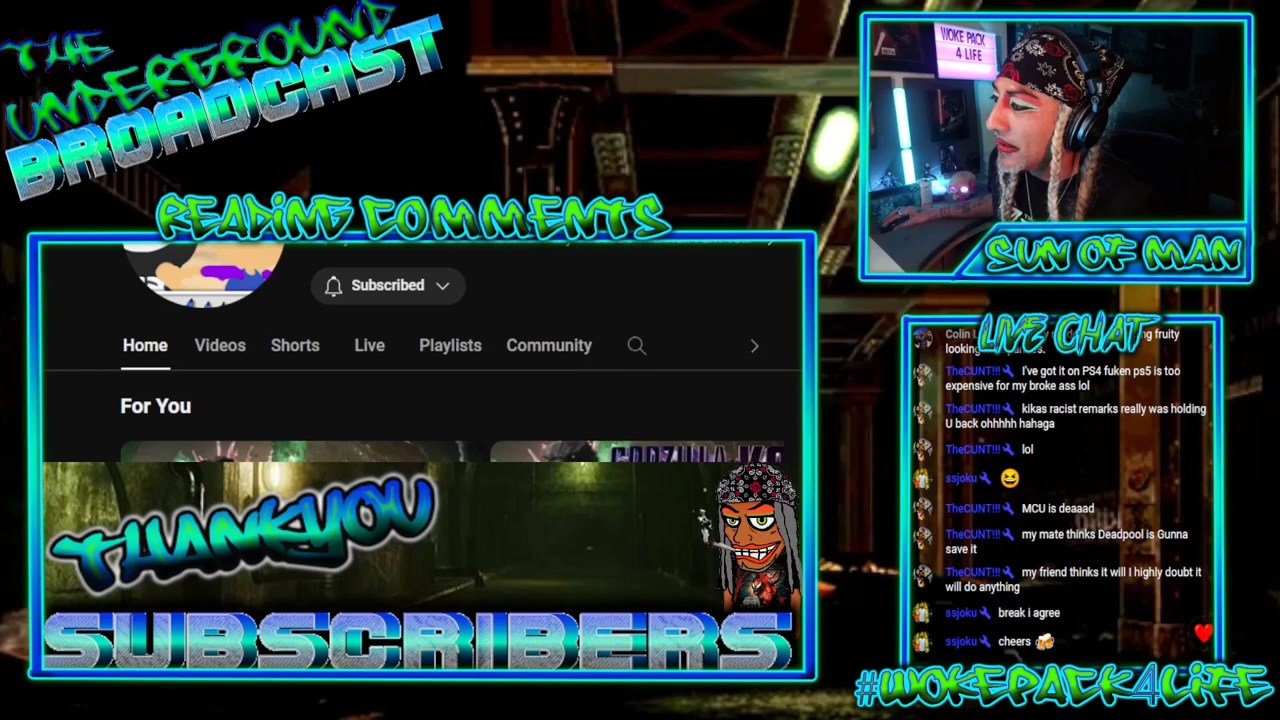 THE
UNDERGROUND
BROADCAST
WOKE PACK
4 LIFE
SUN OF MAN
READING COMMENTS
Subscribed
Home Videos Shorts Live Playlists Community
For You
THANKYOU
SUBSCRIBERS
LIVE CHAT
Colin
ng fruity
looking
TheCUNT!!! I've got it on PS4 fuken ps5 is too
expensive for my broke ass lol
TheCUNT!!! kikas racist remarks really was holding
U back ohhhhh hahaga
TheCUNT!!! lol
ssjoku 😆
TheCUNT!!! MCU is deaaad
TheCUNT!!! my mate thinks Deadpool is Gunna
save it
TheCUNT!!! my friend thinks it will I highly doubt it
will do anything
ssjoku break i agree
ssjoku cheers 🍻
#WOKEPACK4LIFE